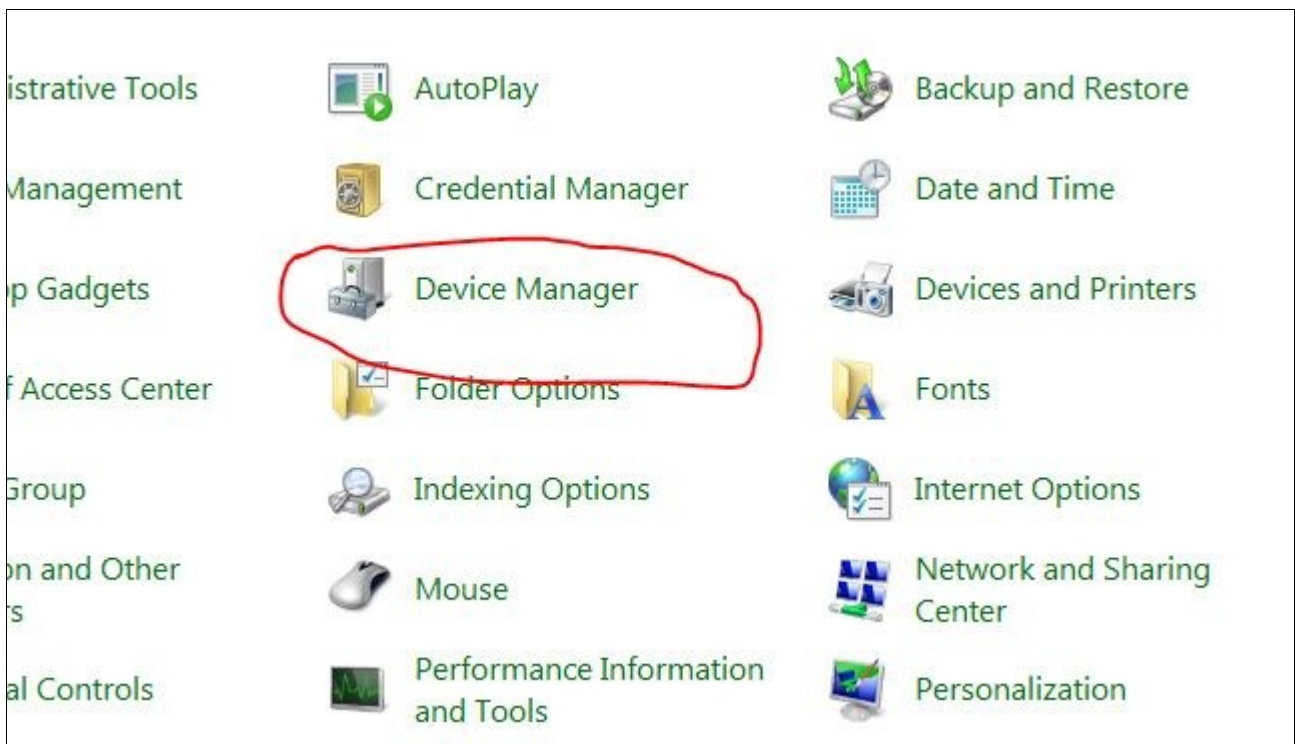 istrative Tools
AutoPlay
Backup and Restore
Management
Credential Manager
Date and Time
p Gadgets
Device Manager
Devices and Printers
f Access Center
Folder Options
Fonts
Group
Indexing Options
Internet Options
on and Other
s
Mouse
Network and Sharing
Center
al Controls
Performance Information
and Tools
Personalization